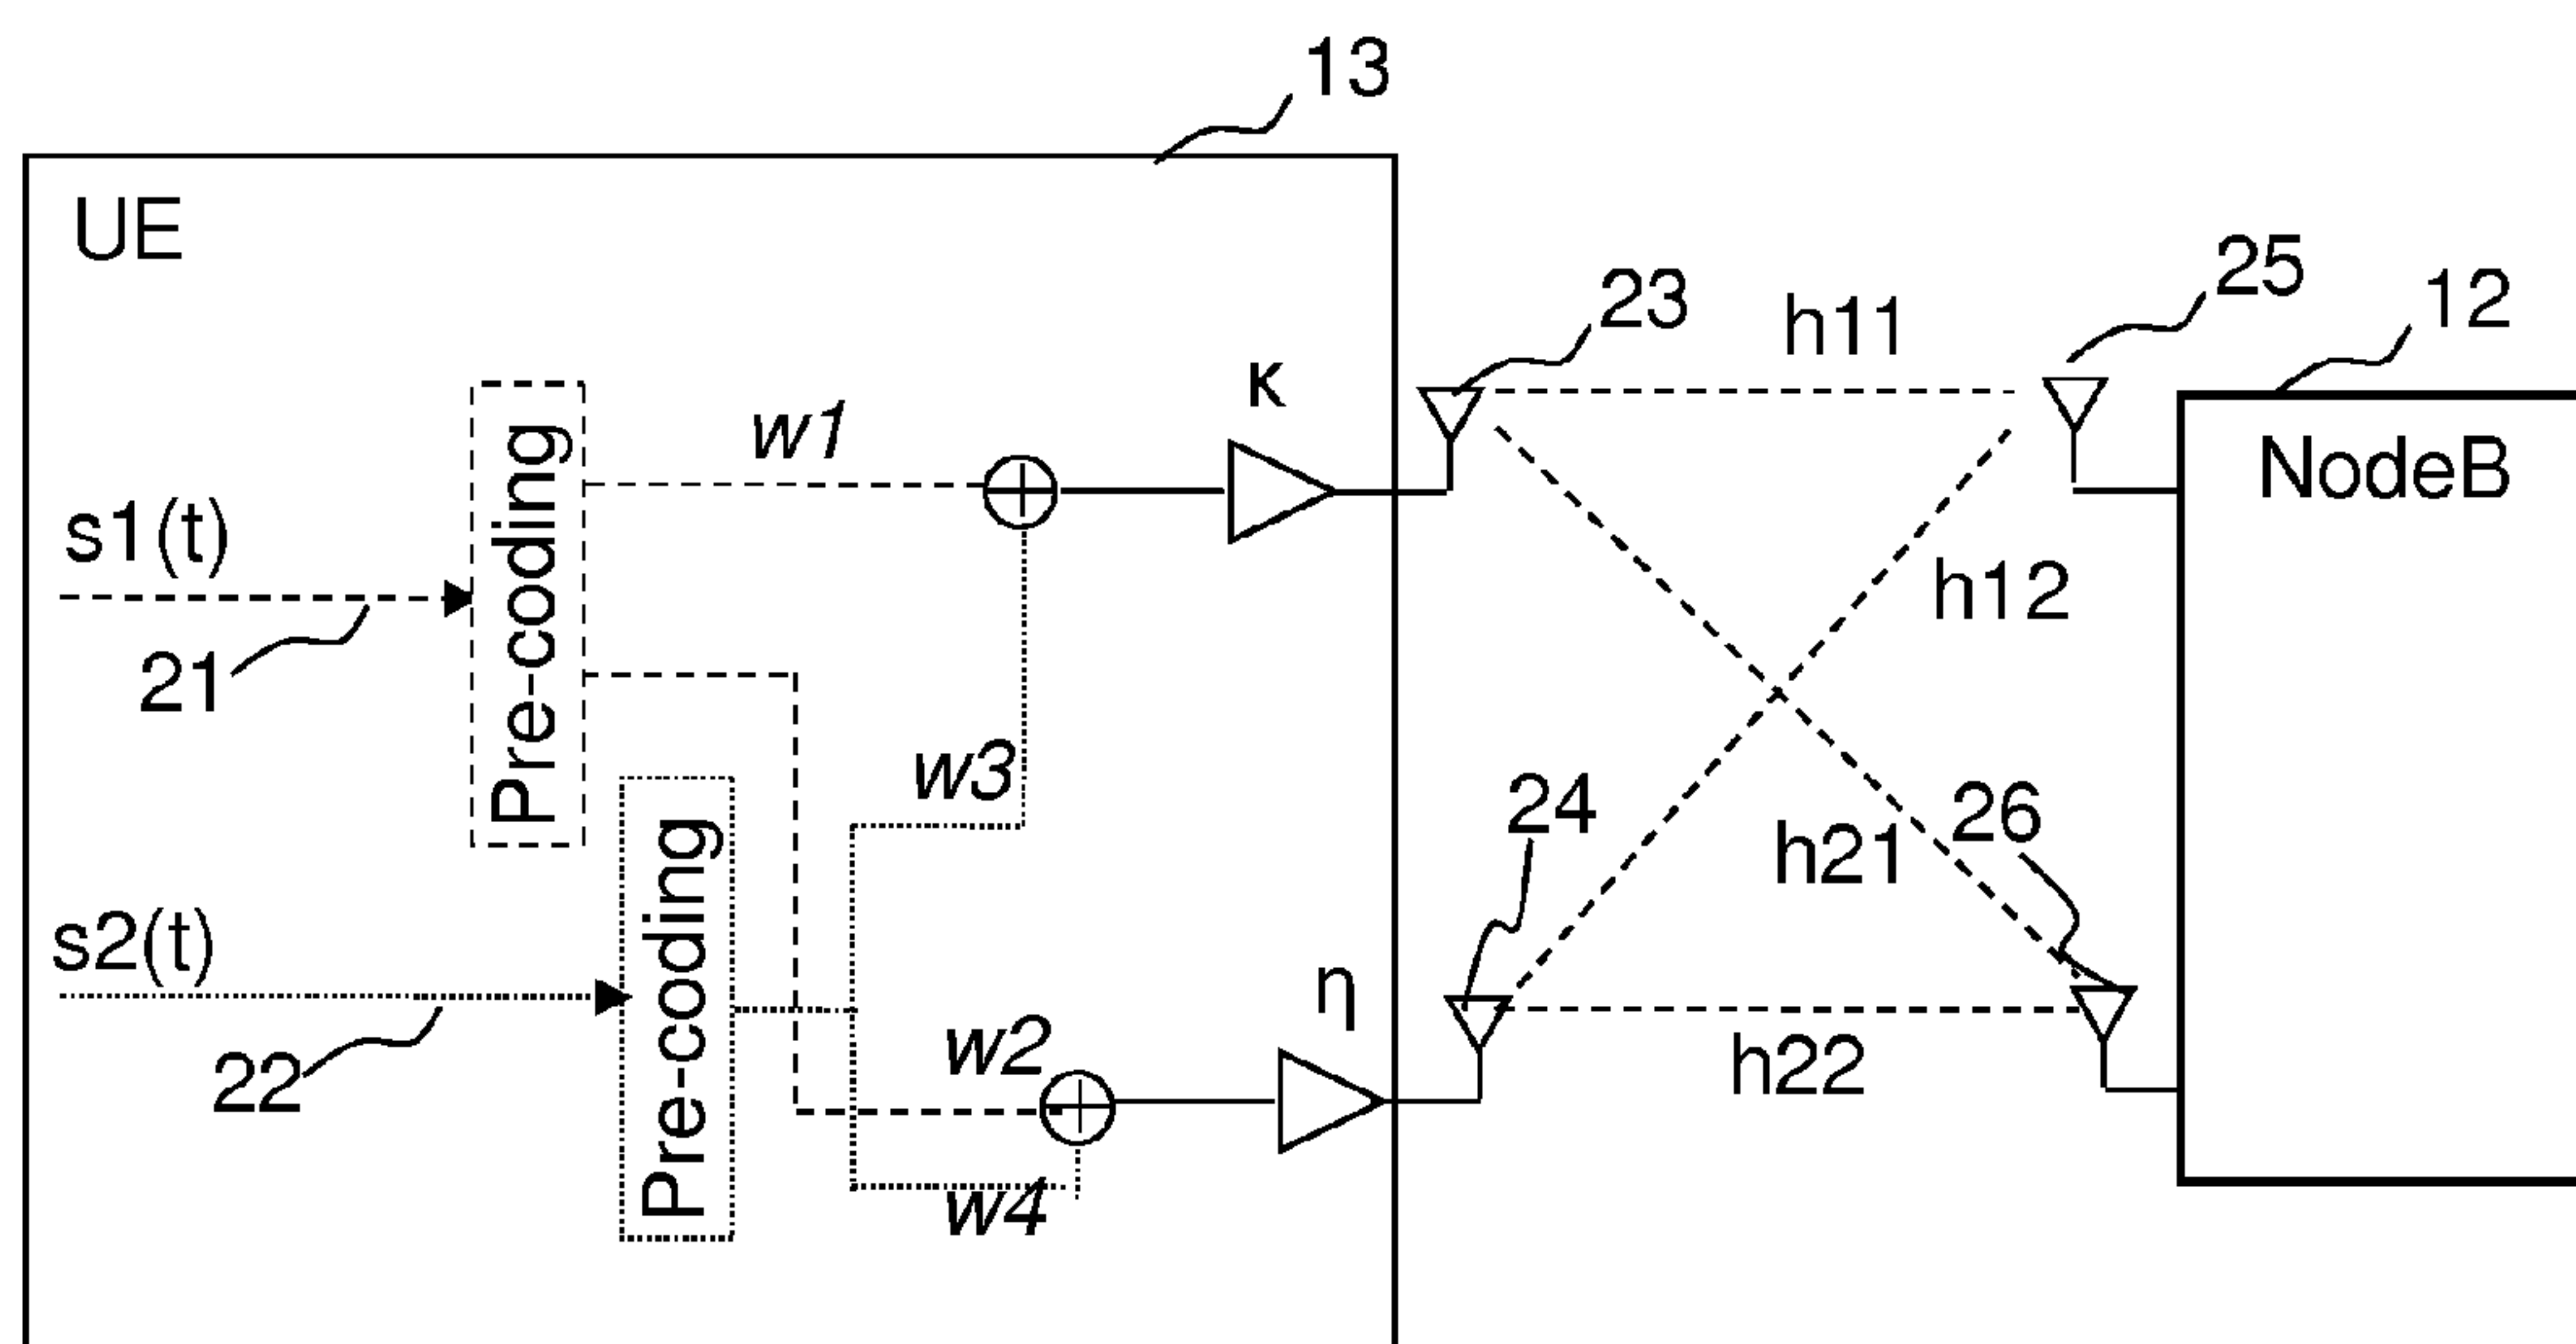 13
UE
23
h11
25
12
κ
w1
NodeB
s1(t)
Pre-coding
h12
21
w3
24
h21
26
s2(t)
Pre-coding
η
w2
h22
22
w4